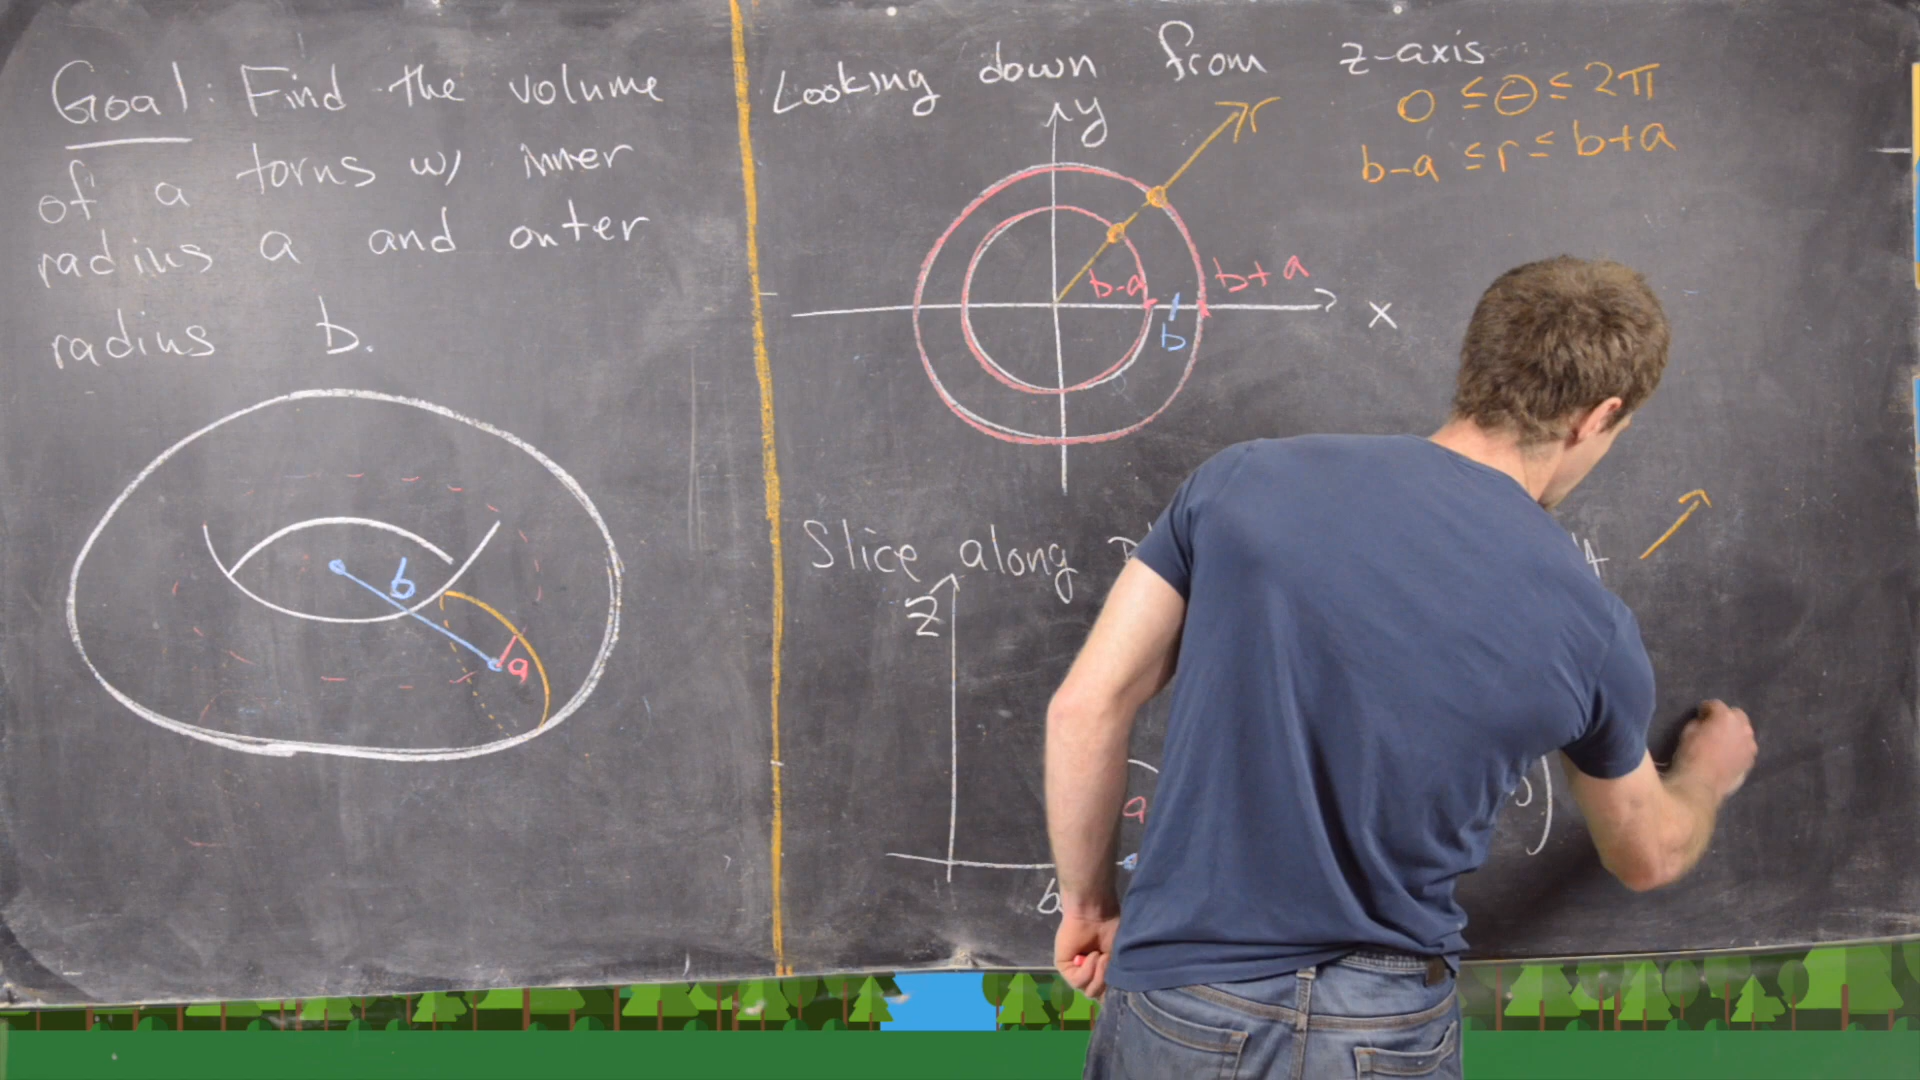 Goal: Find the volume
of a torus w/ inner
radius a and outer
radius b.
b
a
Looking down from z-axis
0 ≤ θ ≤ 2π
b-a ≤ r ≤ b+a
y
r
b-a
b+a
b
x
Slice along
z
a